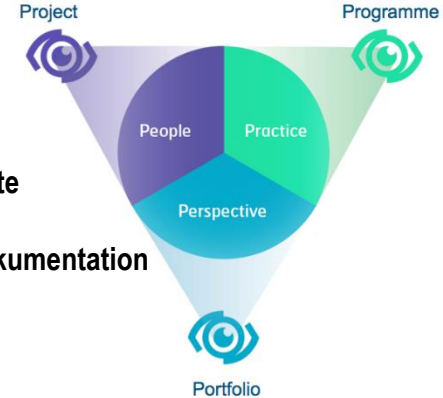 Project Programme
People Practice
te
Perspective
kumentation
Portfolio